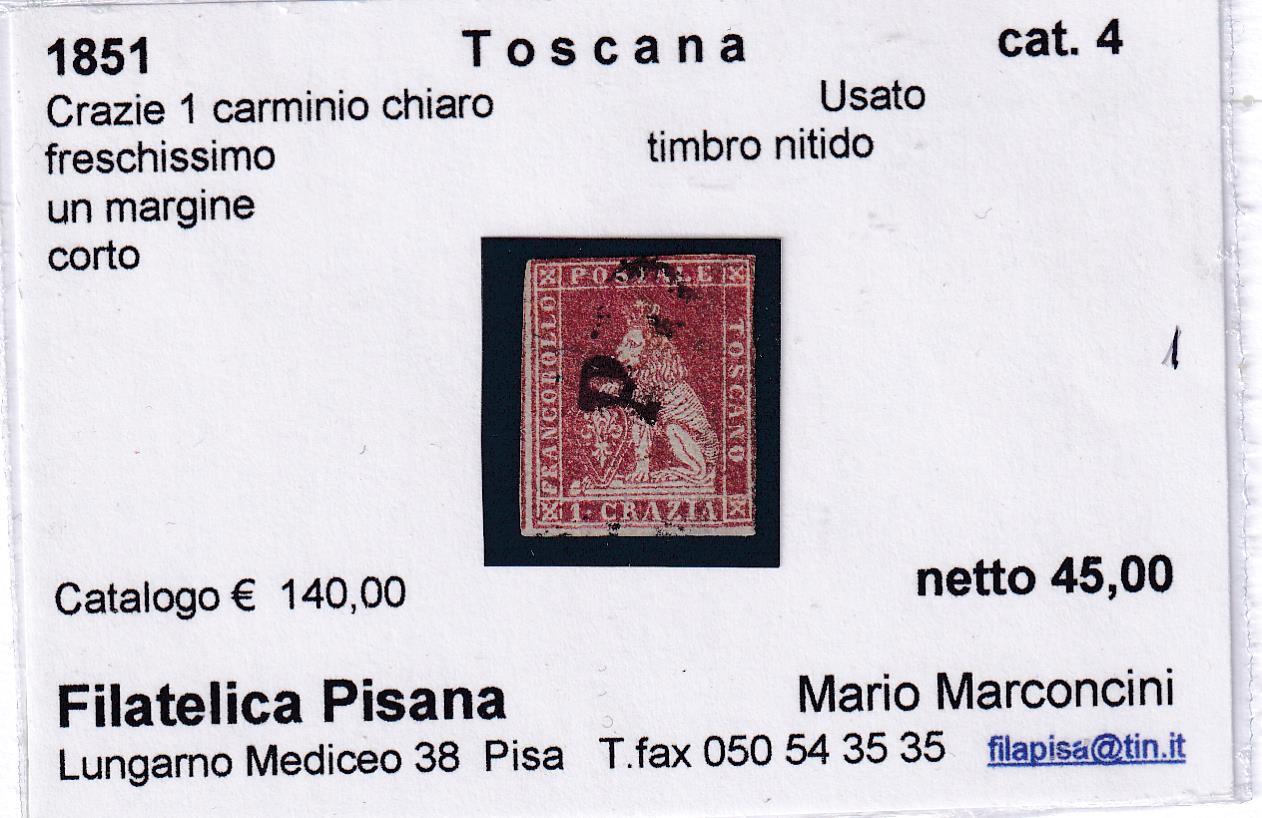 1851 Toscana cat. 4
Crazie 1 carminio chiaro Usato
freschissimo timbro nitido
un margine
corto
POSTALE
FRANCOBOLLO
TOSCANO
1·CRAZIA
P
1
Catalogo € 140,00 netto 45,00
Filatelica Pisana Mario Marconcini
Lungarno Mediceo 38 Pisa T.fax 050 54 35 35 filapisa@tin.it